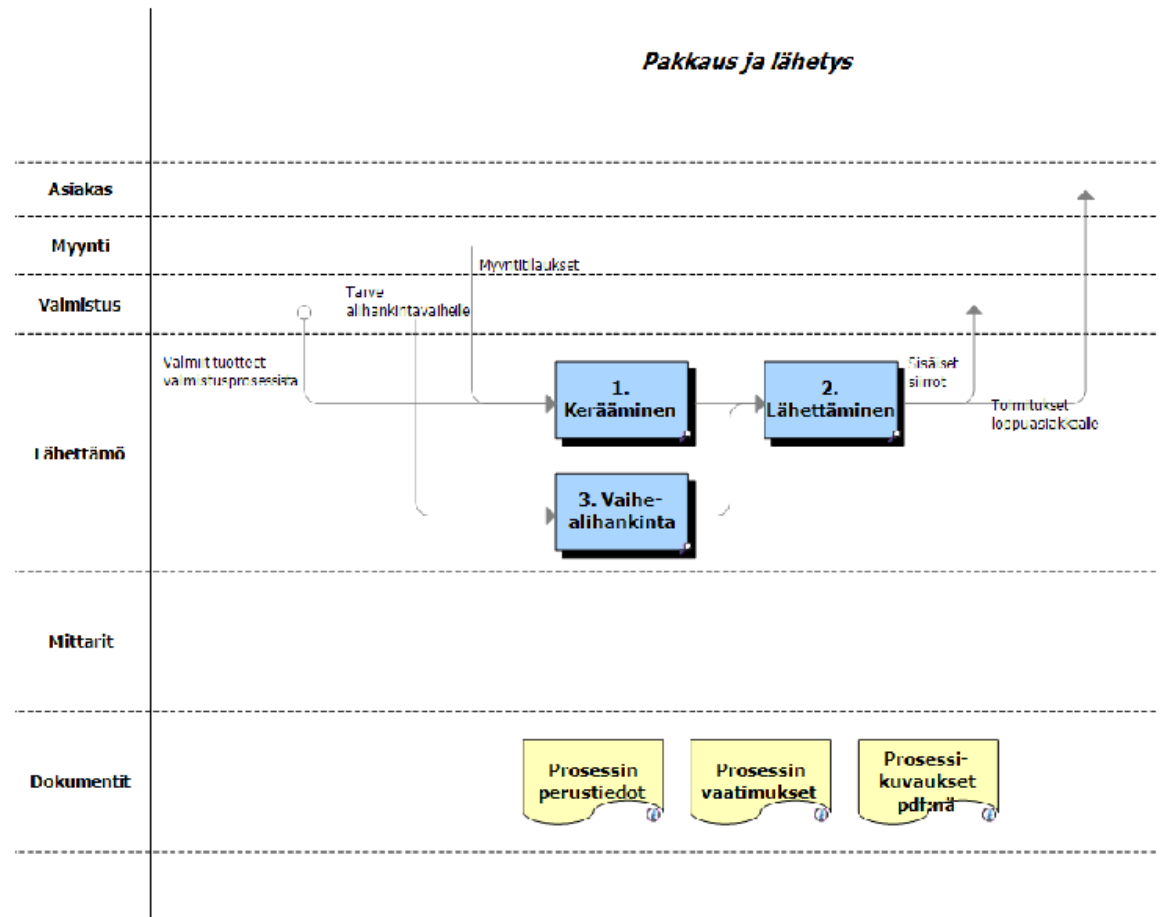 Pakkaus ja lähetys
Asiakas
Myynti
Myyntitilaukset
Valmistus
Tarve
alihankintavaiheille
Valmiit tuotteet
valmistusprosessista
1.
Kerääminen
2.
Lähettäminen
Sisäiset
siirrot
Toimitukset
loppuasiakkaalle
Lähettämö
3. Vaihe-
alihankinta
Mittarit
Dokumentit
Prosessin
perustiedot
Prosessin
vaatimukset
Prosessi-
kuvaukset
pdf:nä